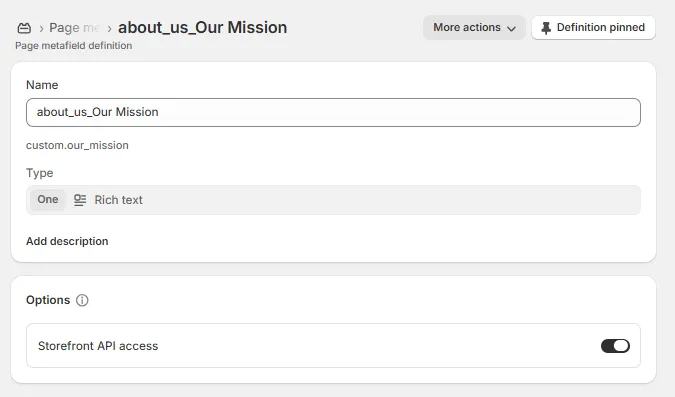 Page me
about_us_Our Mission
More actions
Definition pinned
Page metafield definition
Name
about_us_Our Mission
custom.our_mission
Type
One
Rich text
Add description
Options
Storefront API access